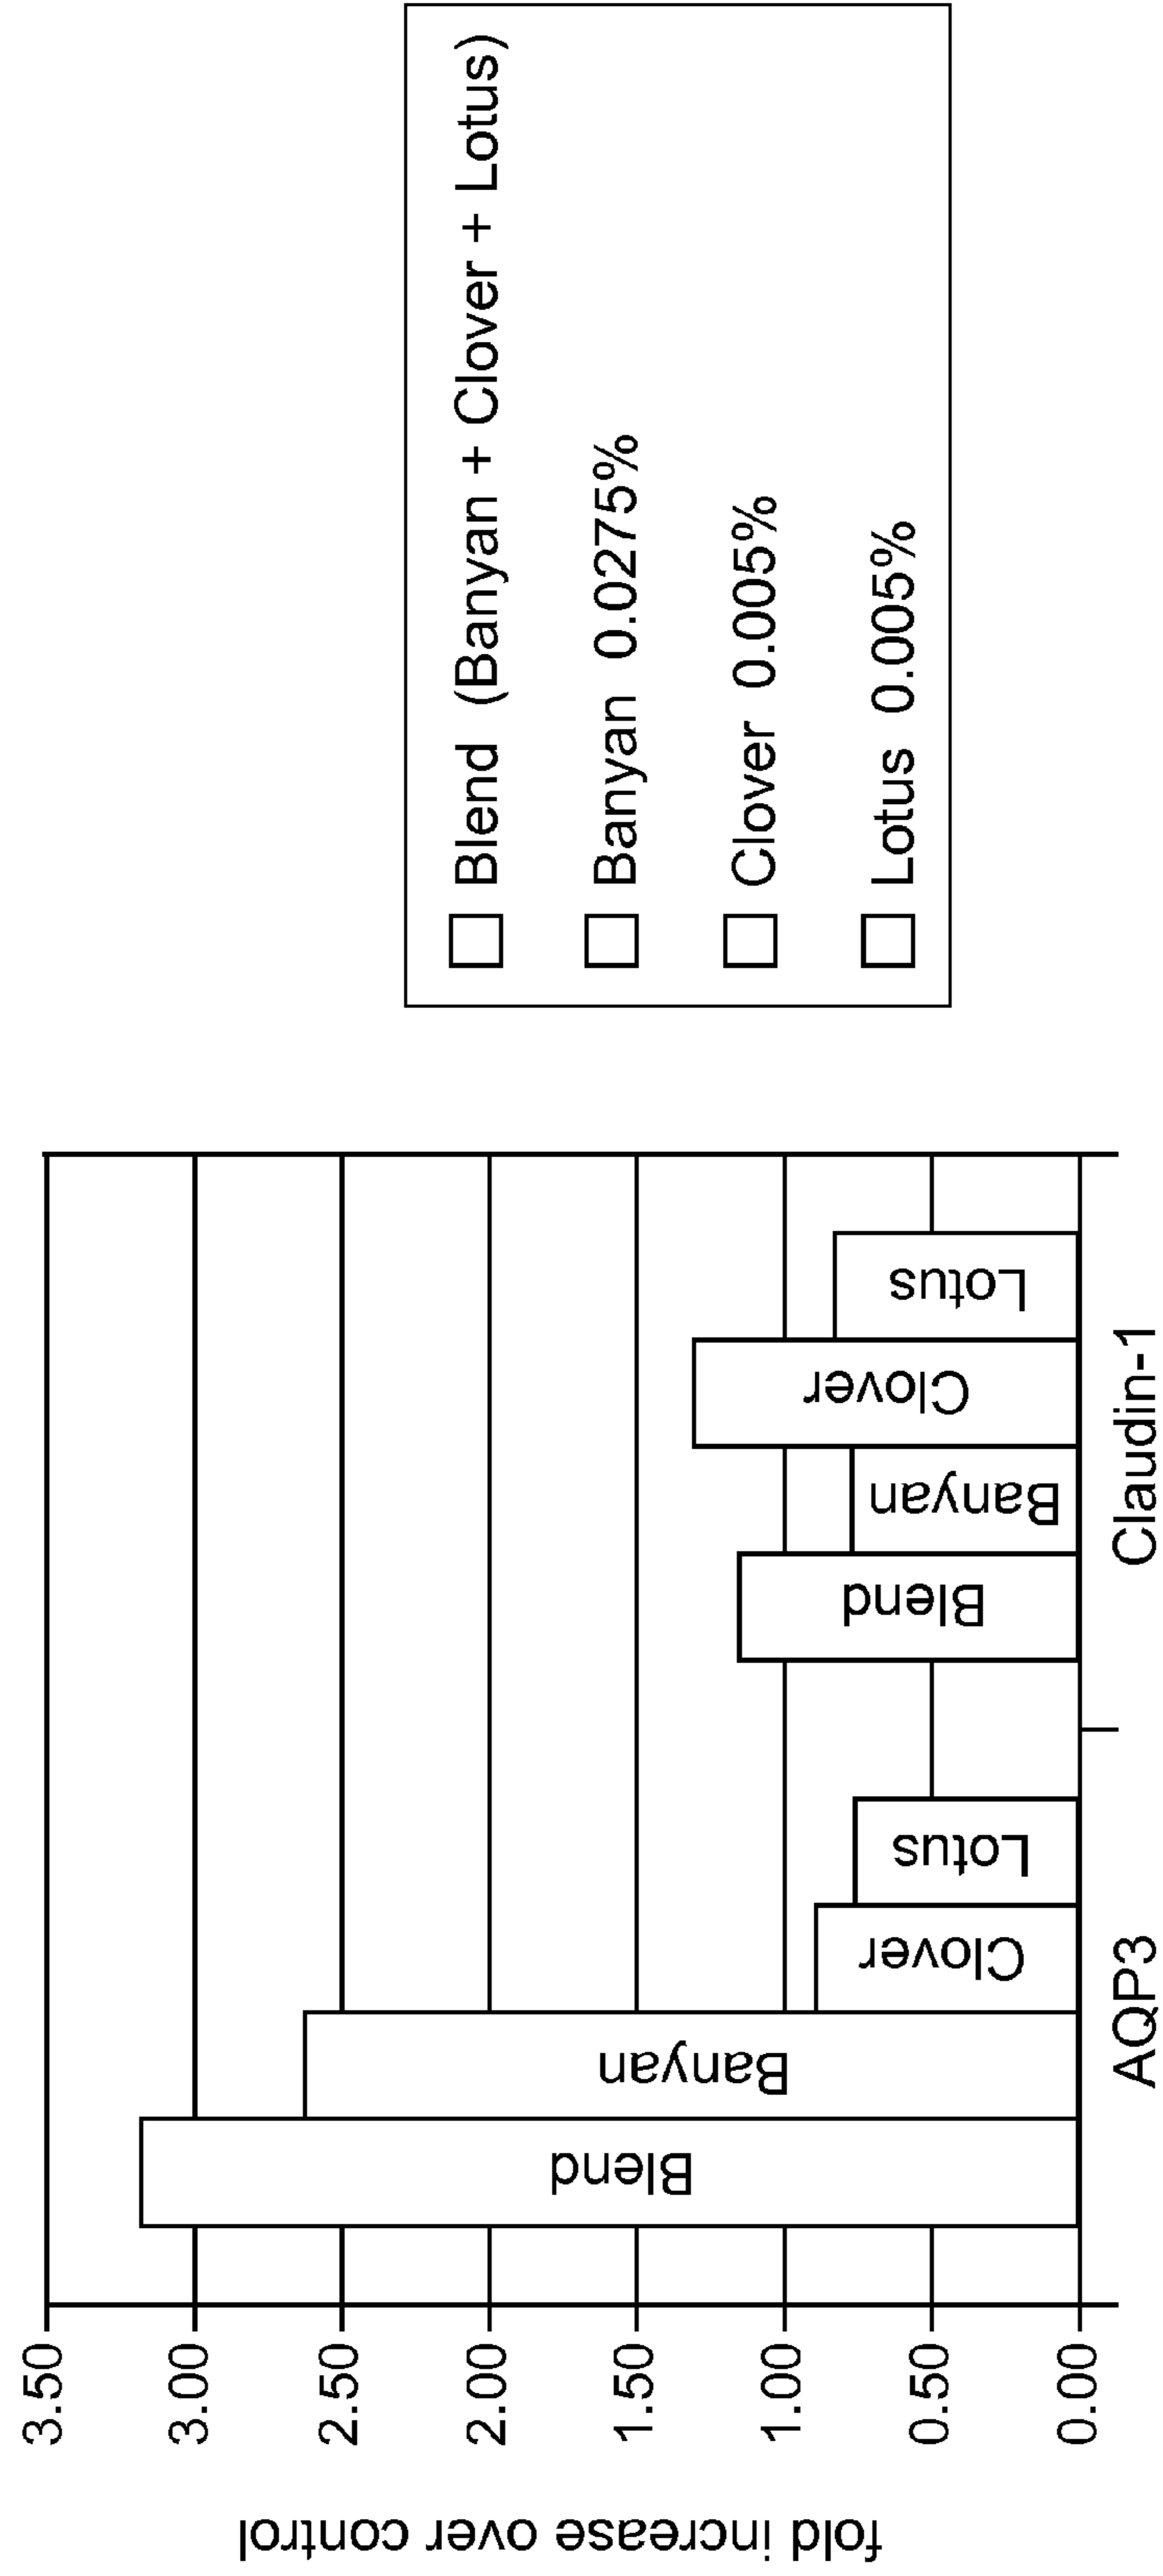 fold increase over control
3.50
3.00
2.50
2.00
1.50
1.00
0.50
0.00
Blend
Banyan
Clover
Lotus
Blend
Banyan
Clover
Lotus
AQP3
Claudin-1
Blend (Banyan + Clover + Lotus)
Banyan 0.0275%
Clover 0.005%
Lotus 0.005%